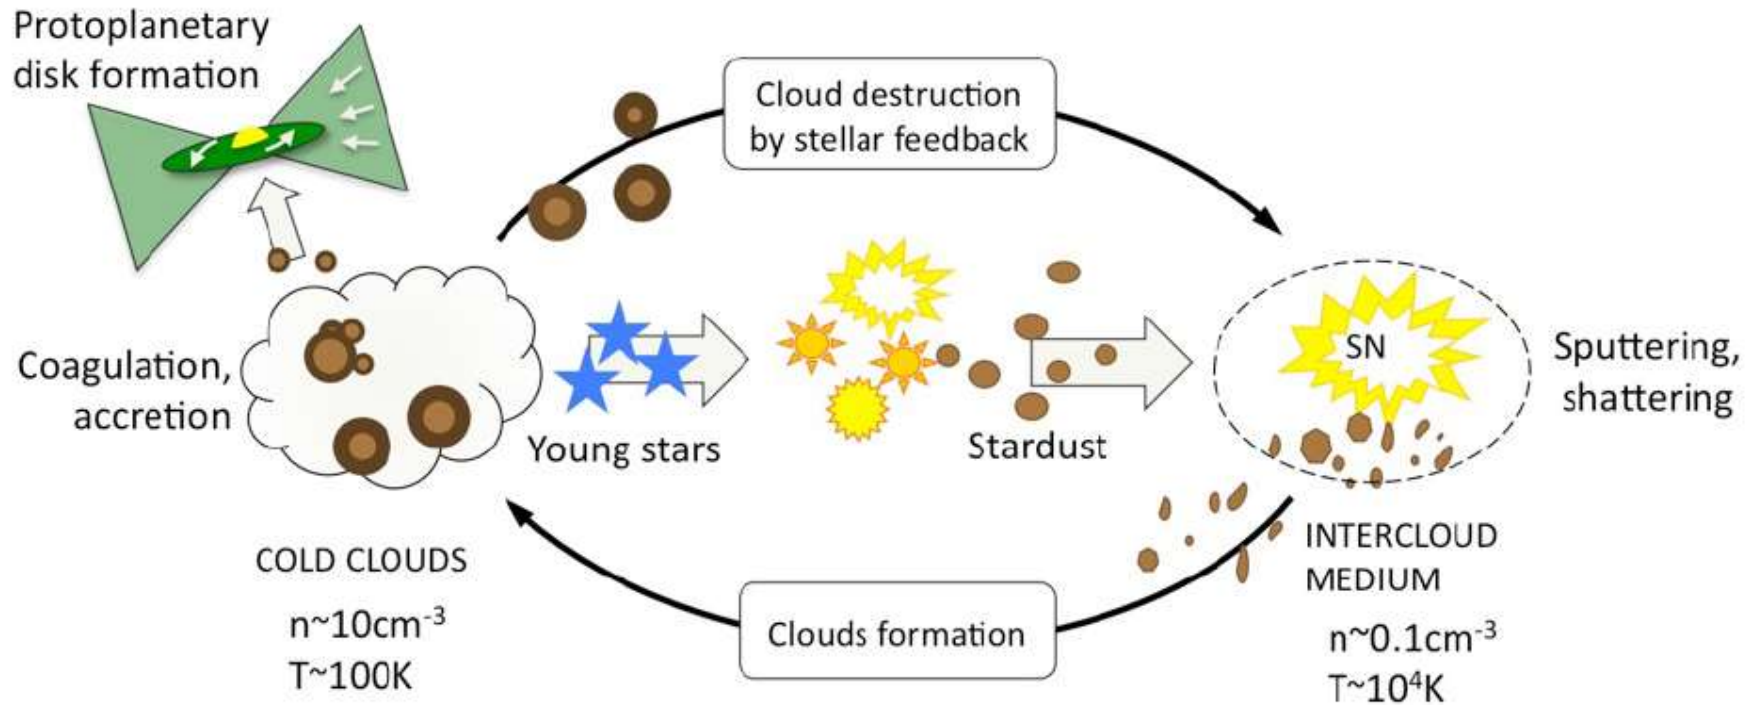 Protoplanetary
disk formation
Cloud destruction
by stellar feedback
Coagulation,
accretion
Young stars
Stardust
SN
Sputtering,
shattering
COLD CLOUDS
n~10cm⁻³
T~100K
Clouds formation
INTERCLOUD
MEDIUM
n~0.1cm⁻³
T~10⁴K